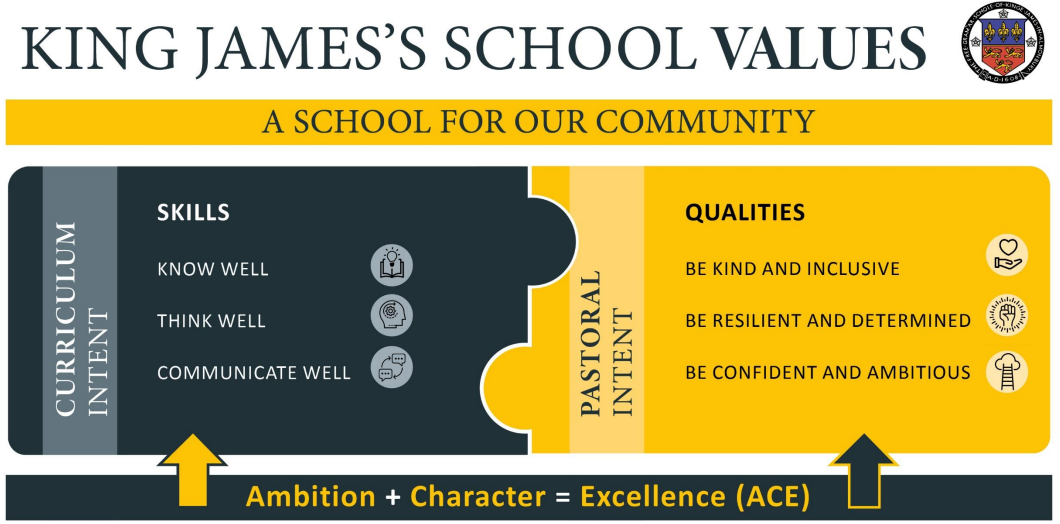 KING JAMES’S SCHOOL VALUES
A SCHOOL FOR OUR COMMUNITY
CURRICULUM
INTENT
SKILLS
KNOW WELL
THINK WELL
COMMUNICATE WELL
PASTORAL
INTENT
QUALITIES
BE KIND AND INCLUSIVE
BE RESILIENT AND DETERMINED
BE CONFIDENT AND AMBITIOUS
Ambition + Character = Excellence (ACE)